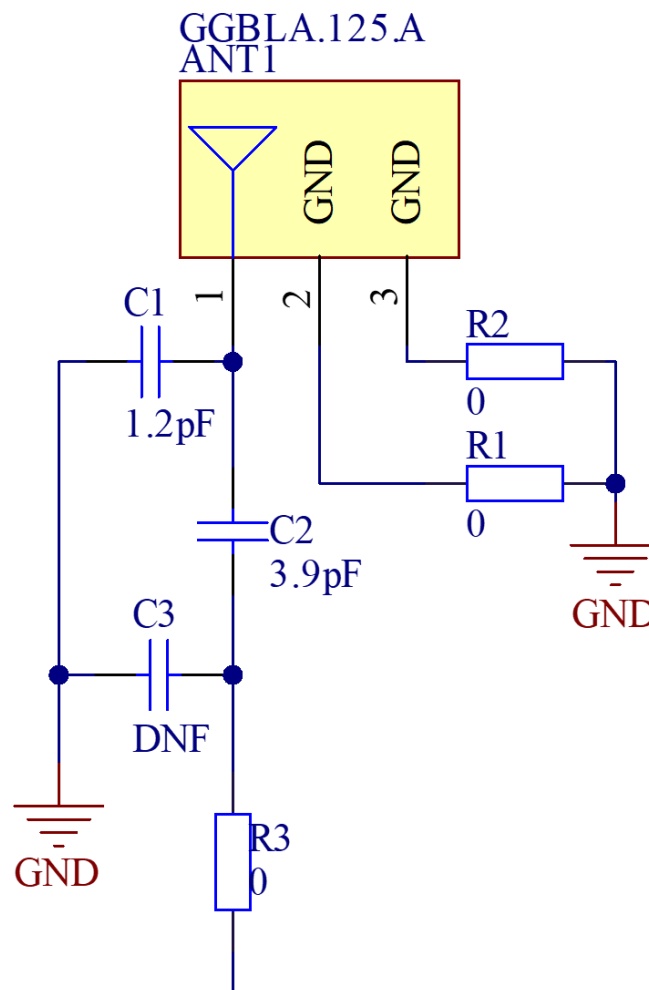 GGBLA.125.A
ANT1
GND
GND
1
2
3
C1
1.2pF
R2
0
R1
0
C2
3.9pF
GND
C3
DNF
R3
0
GND